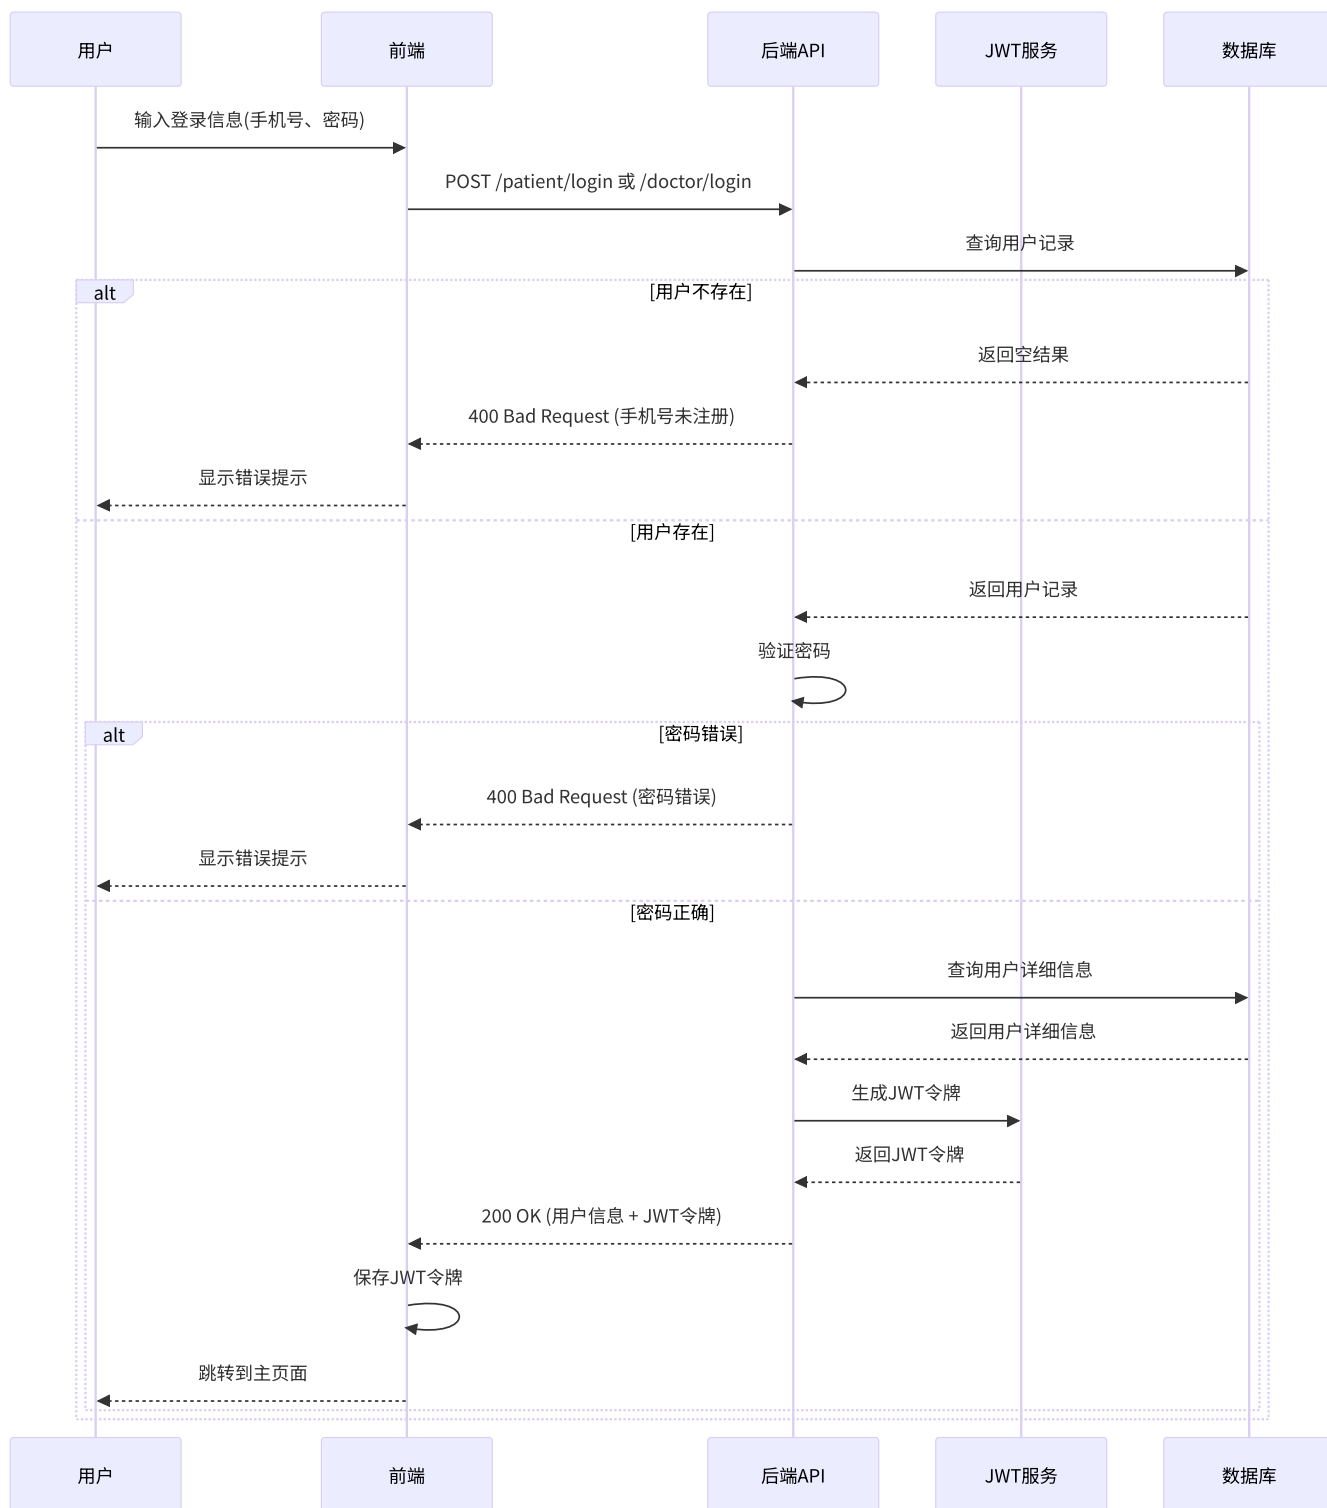 用户
前端
后端API
JWT服务
数据库
输入登录信息(手机号、密码)
POST /patient/login 或 /doctor/login
查询用户记录
alt
[用户不存在]
返回空结果
400 Bad Request (手机号未注册)
显示错误提示
[用户存在]
返回用户记录
验证密码
alt
[密码错误]
400 Bad Request (密码错误)
显示错误提示
[密码正确]
查询用户详细信息
返回用户详细信息
生成JWT令牌
返回JWT令牌
200 OK (用户信息 + JWT令牌)
保存JWT令牌
跳转到主页面
用户
前端
后端API
JWT服务
数据库